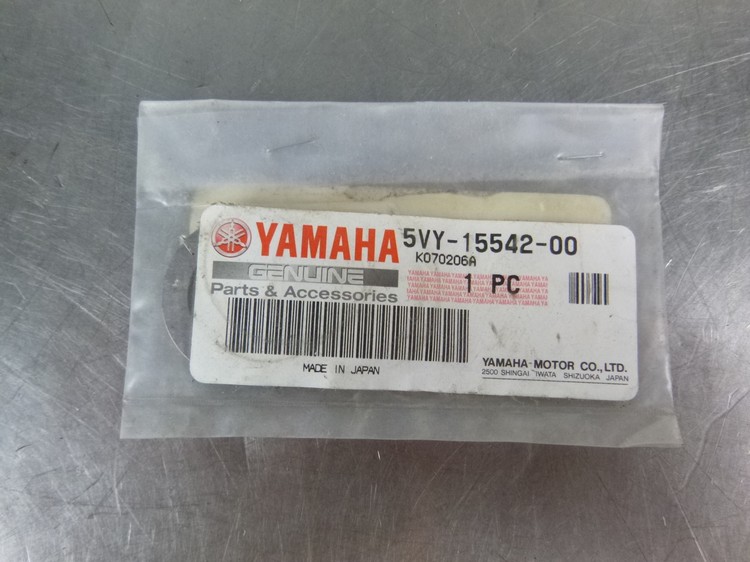 YAMAHA
GENUINE
Parts & Accessories
5VY-15542-00
K070206A
1 PC
MADE IN JAPAN
YAMAHA MOTOR CO.,LTD.
2500 SHINGAI IWATA SHIZUOKA JAPAN